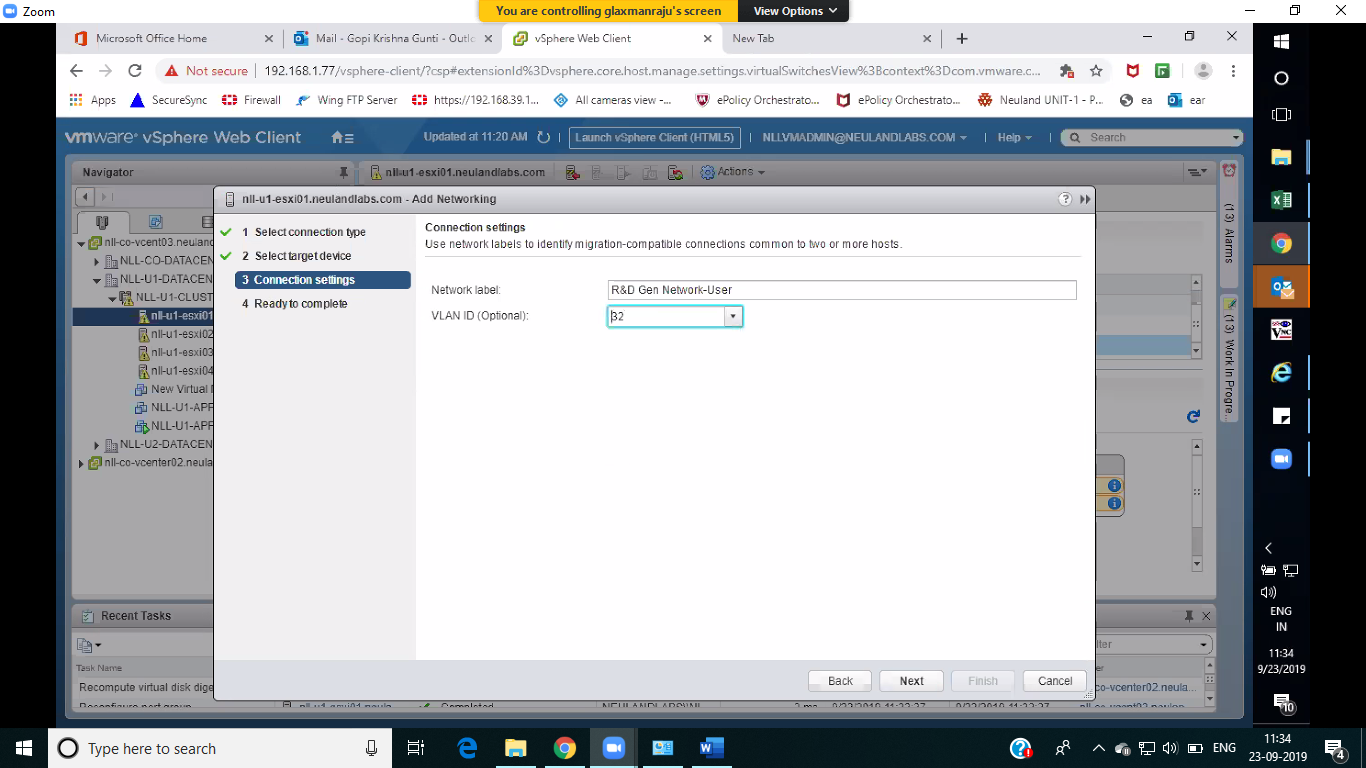 Zoom
You are controlling glaxmanraju's screen View Options
Microsoft Office Home Mail - Gopi Krishna Gunti - Outlo vSphere Web Client New Tab
Not secure 192.168.1.77/vsphere-client/?csp#extensionId%3Dvsphere.core.host.manage.settings.virtualSwitchesView%3Bcontext%3Dcom.vmware.c...
Apps SecureSync Firewall Wing FTP Server https://192.168.39.1... All cameras view -... ePolicy Orchestrato... ePolicy Orchestrato... Neuland UNIT-1 - P... ea ear
vmware vSphere Web Client Updated at 11:20 AM Launch vSphere Client (HTML5) NLLVMADMIN@NEULANDLABS.COM Help Search
Navigator nll-u1-esxi01.neulandlabs.com Actions
nll-u1-esxi01.neulandlabs.com - Add Networking
1 Select connection type
2 Select target device
3 Connection settings
4 Ready to complete
Connection settings
Use network labels to identify migration-compatible connections common to two or more hosts.
Network label: R&D Gen Network-User
VLAN ID (Optional): 32
nll-co-vcent03.neuland
NLL-CO-DATACEN
NLL-U1-DATACEN
NLL-U1-CLUST
nll-u1-esxi01
nll-u1-esxi02
nll-u1-esxi03
nll-u1-esxi04
New Virtual
NLL-U1-APP
NLL-U1-APP
NLL-U2-DATACEN
nll-co-vcenter02.neula
(13) Alarms
(13) Work In Progre...
Recent Tasks
Task Name
Recompute virtual disk dige
co-vcenter02.neula...
Back Next Finish Cancel
ENG
IN
11:34
9/23/2019
10
Type here to search
ENG
11:34
23-09-2019
4